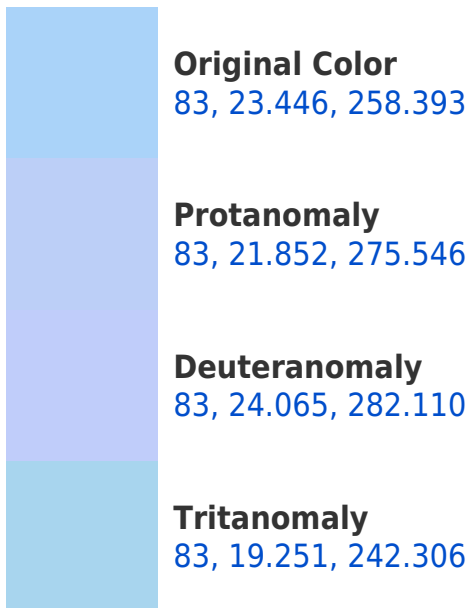 Original Color
83, 23.446, 258.393
Protanomaly
83, 21.852, 275.546
Deuteranomaly
83, 24.065, 282.110
Tritanomaly
83, 19.251, 242.306